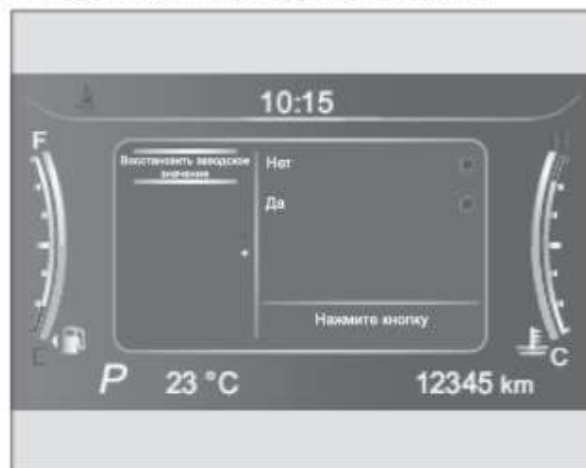 10:15
F
H
Восстановить заводское
значение
Нет
Да
Нажмите кнопку
E
C
P 23 °C 12345 km